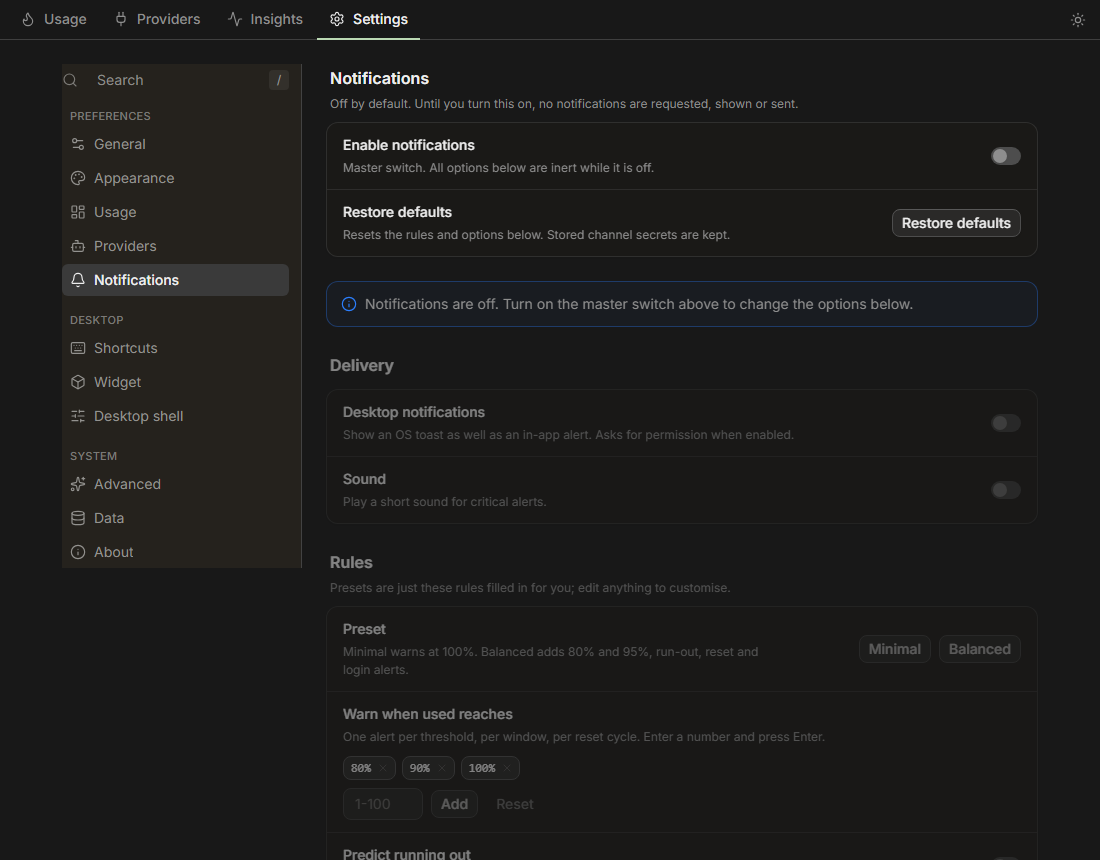 Usage Providers Insights Settings
Search /
PREFERENCES
General
Appearance
Usage
Providers
Notifications
DESKTOP
Shortcuts
Widget
Desktop shell
SYSTEM
Advanced
Data
About
Notifications
Off by default. Until you turn this on, no notifications are requested, shown or sent.
Enable notifications
Master switch. All options below are inert while it is off.
Restore defaults
Resets the rules and options below. Stored channel secrets are kept.
Restore defaults
Notifications are off. Turn on the master switch above to change the options below.
Delivery
Desktop notifications
Show an OS toast as well as an in-app alert. Asks for permission when enabled.
Sound
Play a short sound for critical alerts.
Rules
Presets are just these rules filled in for you; edit anything to customise.
Preset
Minimal warns at 100%. Balanced adds 80% and 95%, run-out, reset and
login alerts.
Minimal Balanced
Warn when used reaches
One alert per threshold, per window, per reset cycle. Enter a number and press Enter.
80% × 90% × 100% ×
1-100 Add Reset
Predict running out